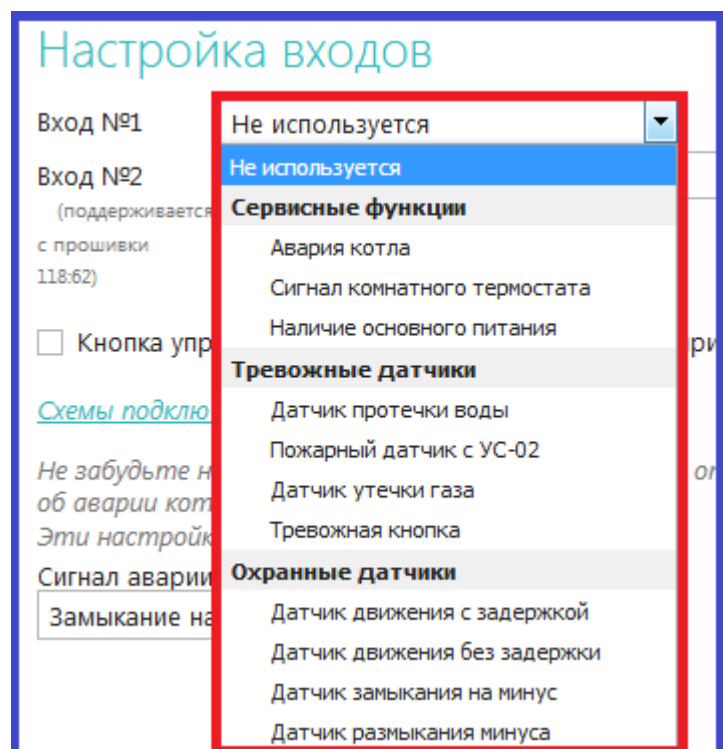 Настройка входов
Вход №1
Не используется
Вход №2
Не используется
(поддерживается
Сервисные функции
с прошивки
Авария котла
118:62)
Сигнал комнатного термостата
Наличие основного питания
Кнопка упр
ри
Тревожные датчики
Схемы подклю
Датчик протечки воды
Пожарный датчик с УС-02
Не забудьте н
от
Датчик утечки газа
об аварии кот
Тревожная кнопка
Эти настройк
Охранные датчики
Сигнал аварии
Датчик движения с задержкой
Замыкание на
Датчик движения без задержки
Датчик замыкания на минус
Датчик размыкания минуса